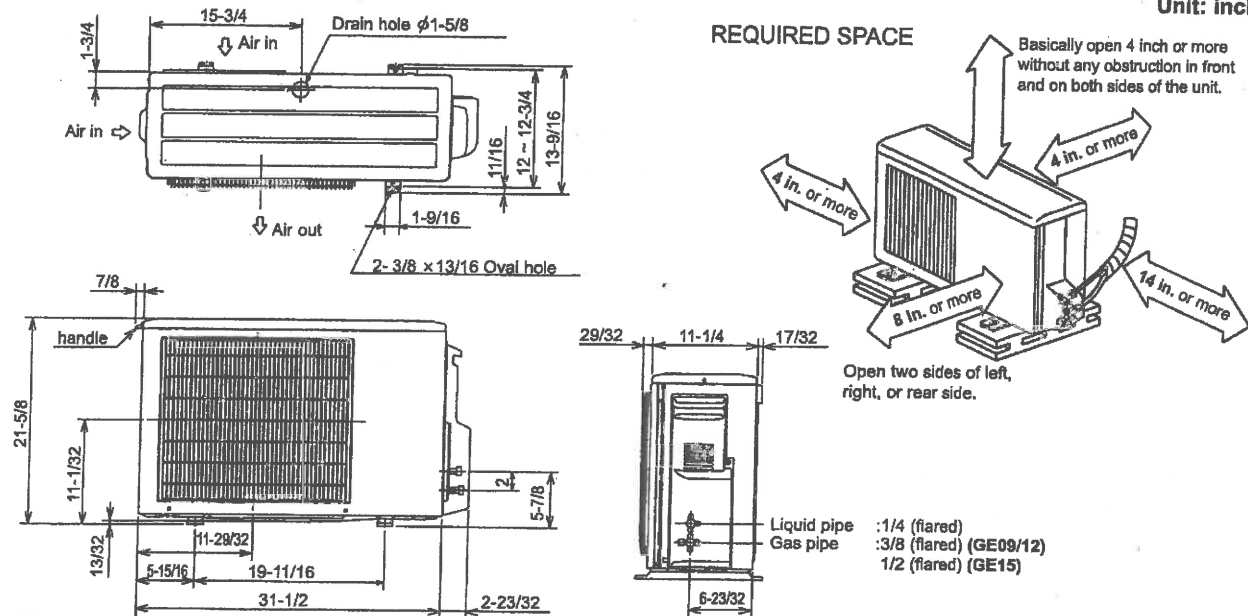 Unit: inc
15-3/4
Drain hole ϕ1-5/8
1-3/4
Air in
Air in
Air out
11/16
12 ~ 12-3/4
13-9/16
1-9/16
2- 3/8 ×13/16 Oval hole
REQUIRED SPACE
Basically open 4 inch or more
without any obstruction in front
and on both sides of the unit.
4 in. or more
4 in. or more
8 in. or more
14 in. or more
Open two sides of left,
right, or rear side.
7/8
handle
21-5/8
11-1/32
13/32
11-29/32
5-15/16
19-11/16
31-1/2
2-23/32
2
5-7/8
29/32
11-1/4
17/32
Liquid pipe :1/4 (flared)
Gas pipe :3/8 (flared) (GE09/12)
1/2 (flared) (GE15)
6-23/32